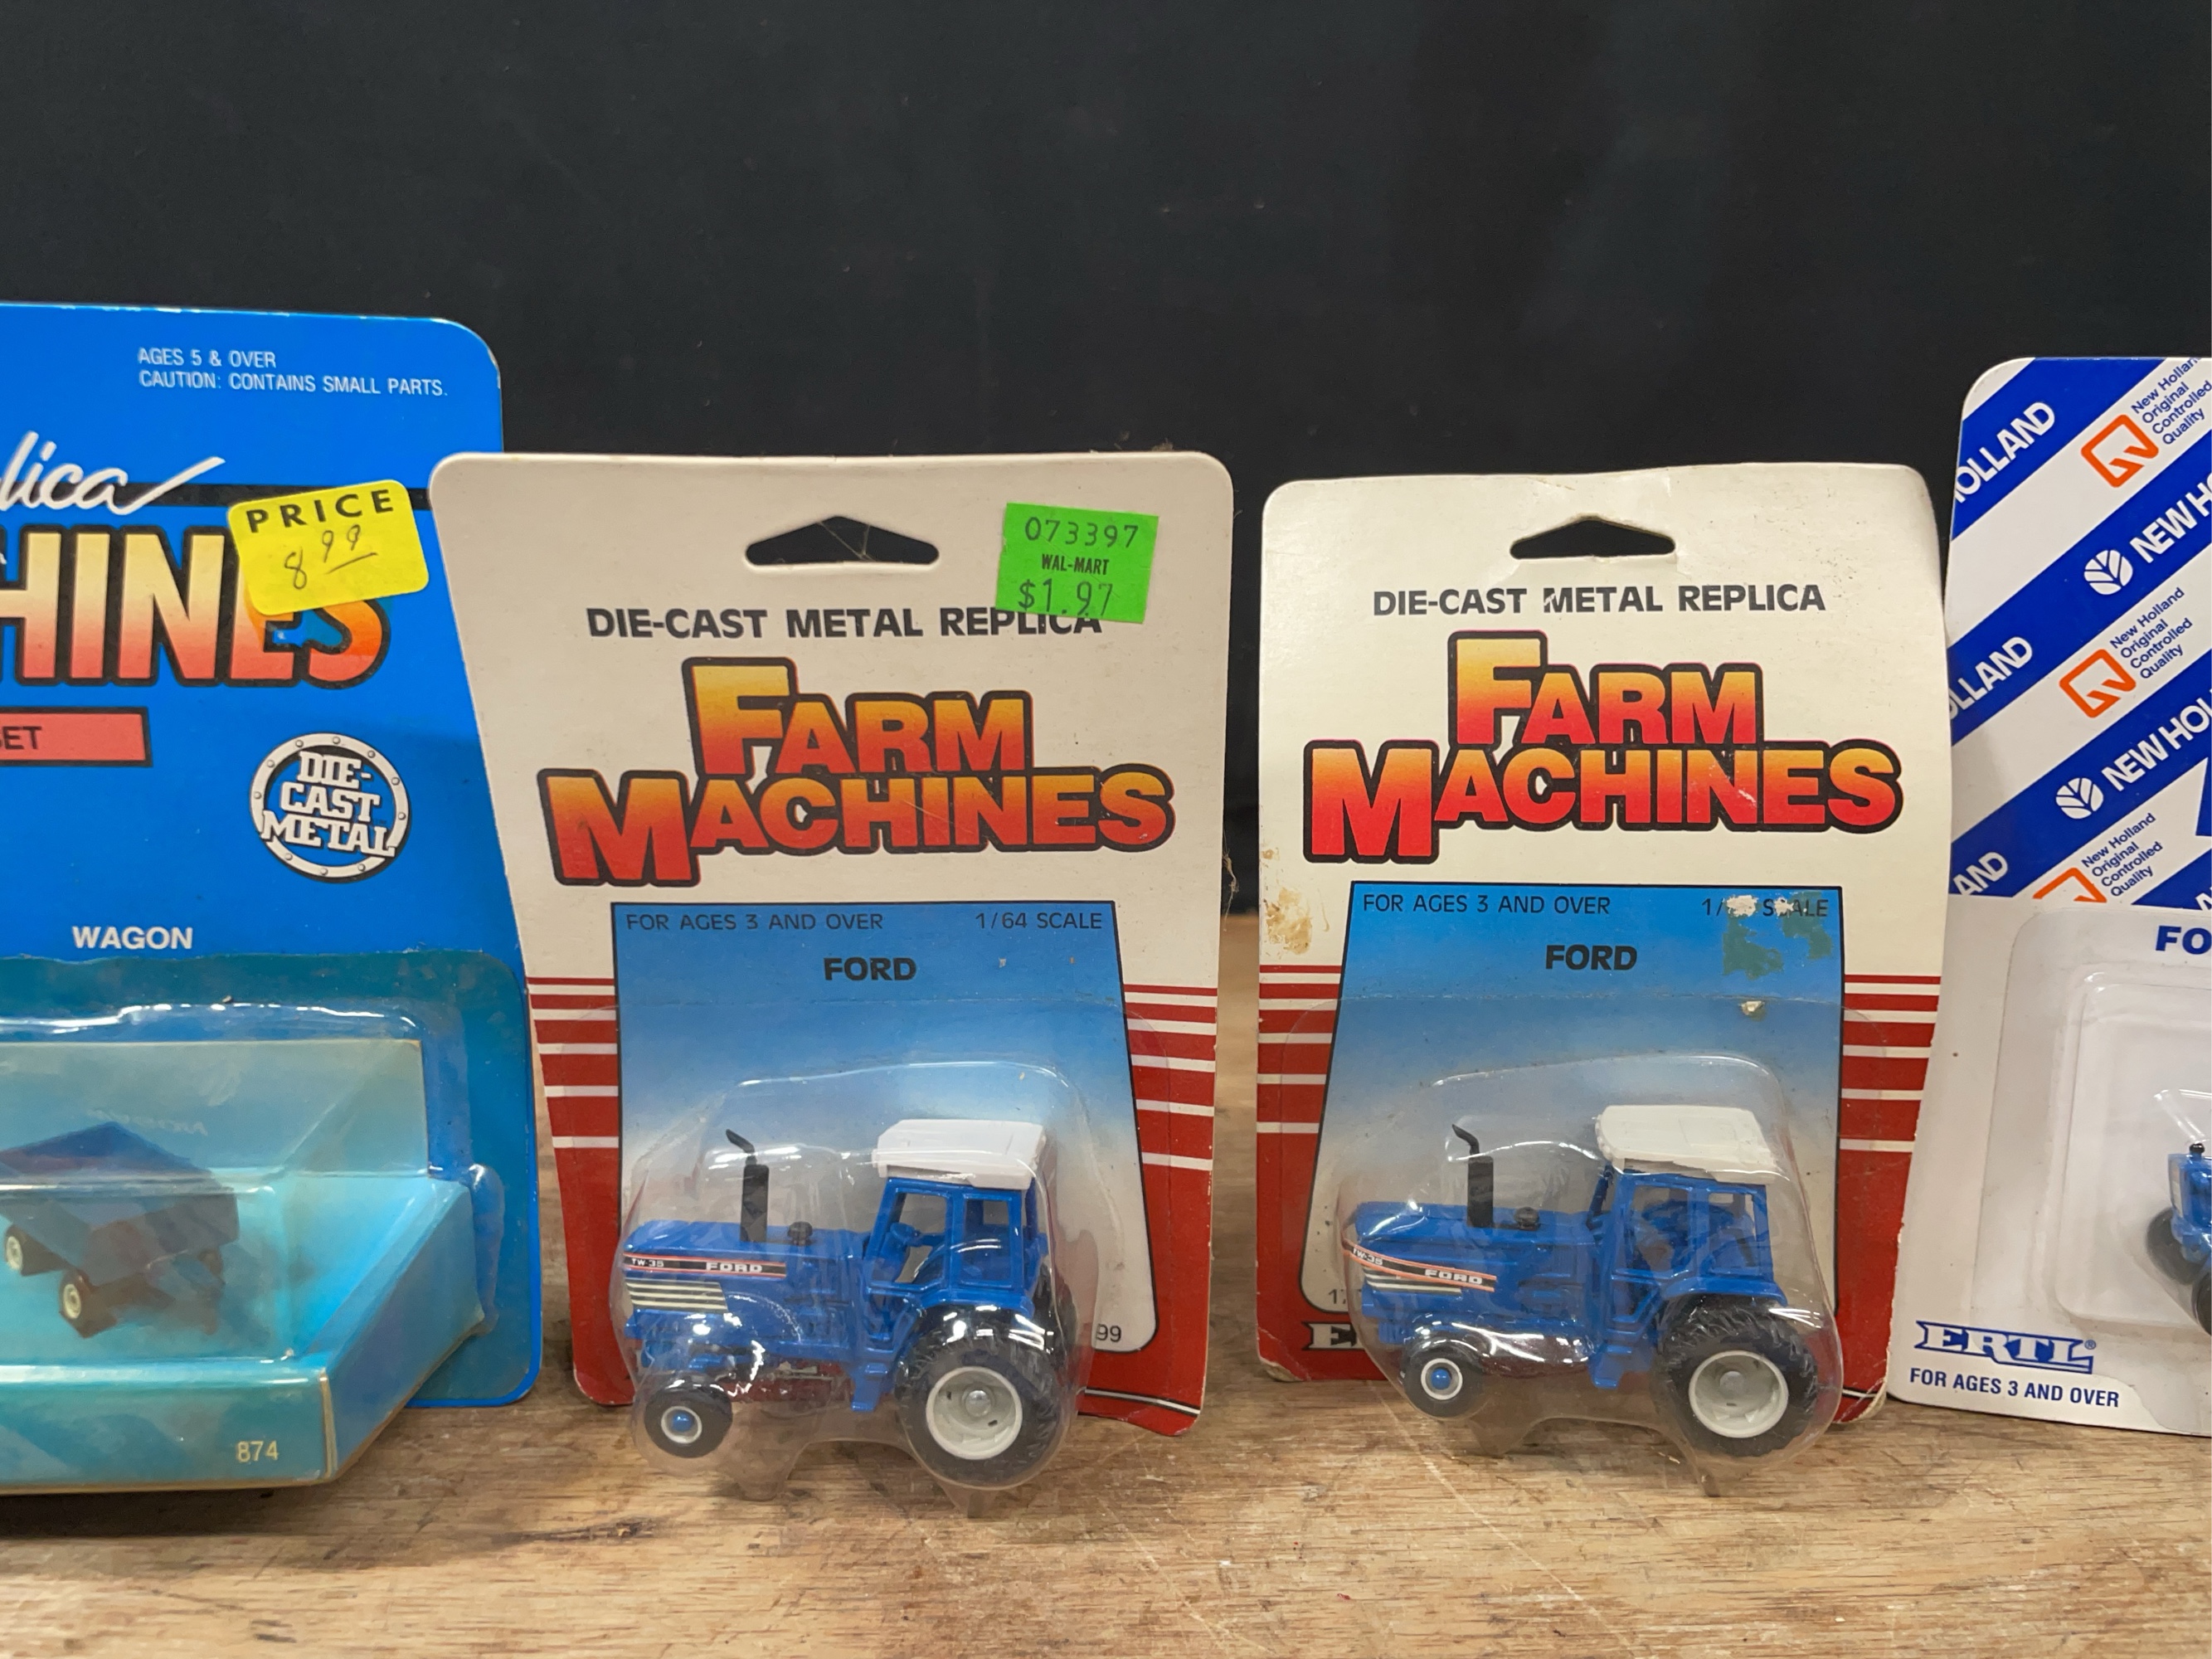 AGES 5 & OVER
CAUTION: CONTAINS SMALL PARTS.
lica
HINES
PRICE
8 99
SET
DIE-
CAST
METAL
WAGON
874
073397
WAL-MART
$1.97
DIE-CAST METAL REPLICA
FARM
MACHINES
FOR AGES 3 AND OVER 1/64 SCALE
FORD
TW-35 FORD
99
DIE-CAST METAL REPLICA
FARM
MACHINES
FOR AGES 3 AND OVER 1/ SCALE
FORD
TW-35 FORD
17
E
HOLLAND
New Holland
Original
Controlled
Quality
NEW HO
OLLAND
New Holland
Original
Controlled
Quality
NEW HOL
AND
New Holland
Original
Controlled
Quality
FO
ERTL®
FOR AGES 3 AND OVER